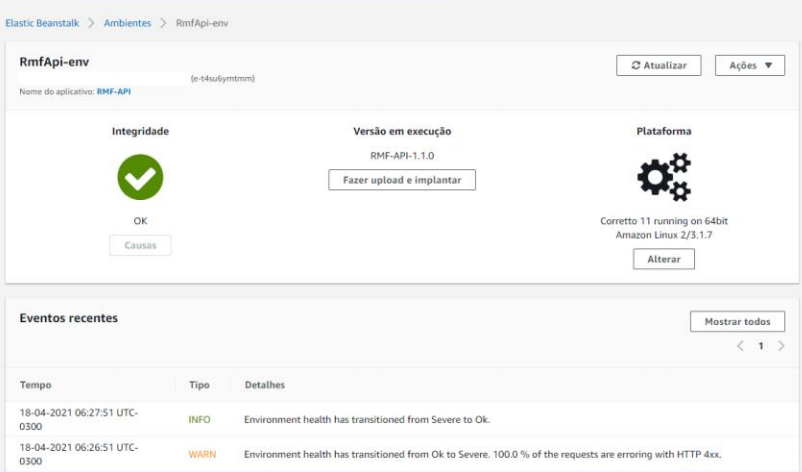 Elastic Beanstalk > Ambientes > RmfApi-env
RmfApi-env
(e-t4su6ymtmm)
Nome do aplicativo: RMF-API
Atualizar
Ações ▼
Integridade
OK
Causas
Versão em execução
RMF-API-1.1.0
Fazer upload e implantar
Plataforma
Corretto 11 running on 64bit
Amazon Linux 2/3.1.7
Alterar
Eventos recentes
Mostrar todos
< 1 >
Tempo Tipo Detalhes
18-04-2021 06:27:51 UTC-
0300
INFO
Environment health has transitioned from Severe to Ok.
18-04-2021 06:26:51 UTC-
0300
WARN
Environment health has transitioned from Ok to Severe. 100.0 % of the requests are erroring with HTTP 4xx.